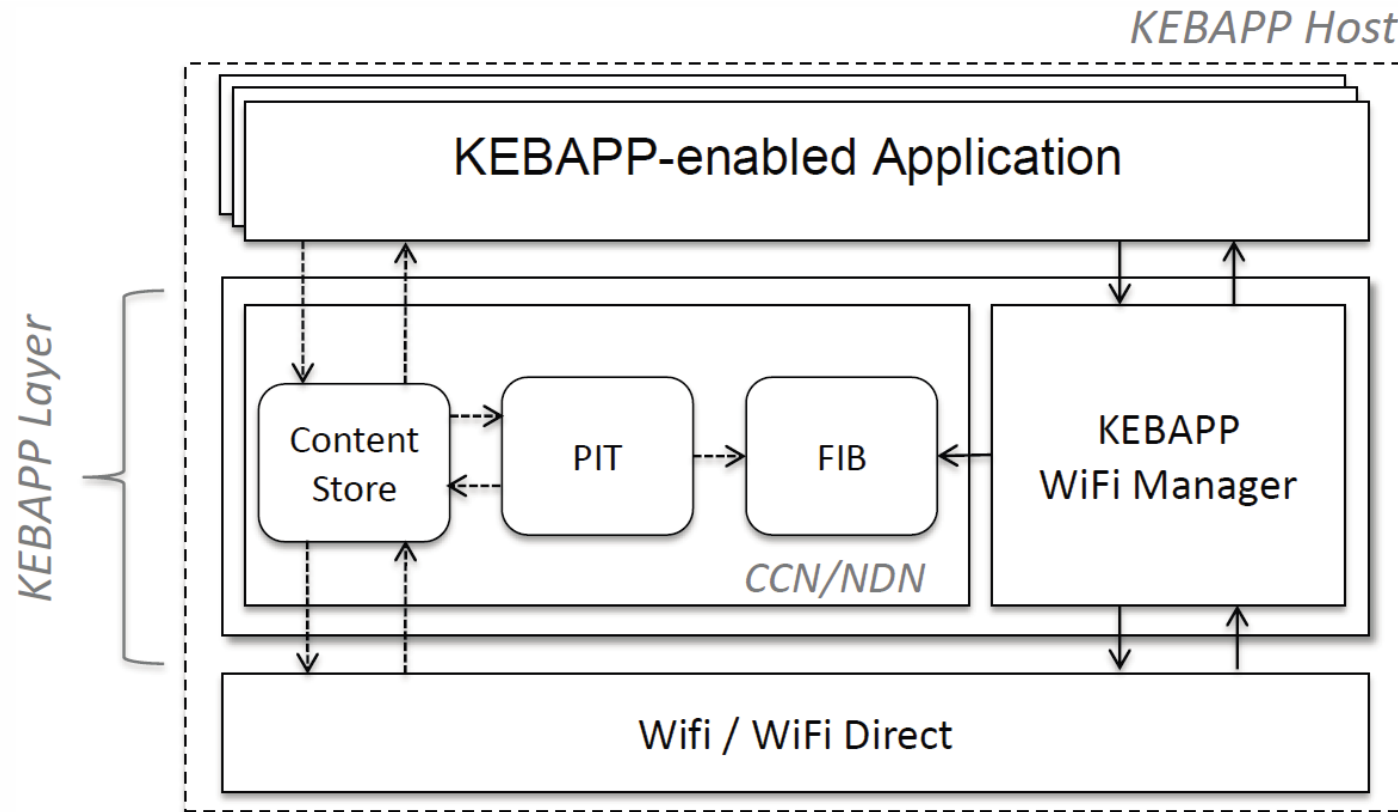 KEBAPP Host
KEBAPP-enabled Application
KEBAPP Layer
Content
Store
PIT
FIB
KEBAPP
WiFi Manager
CCN/NDN
Wifi / WiFi Direct